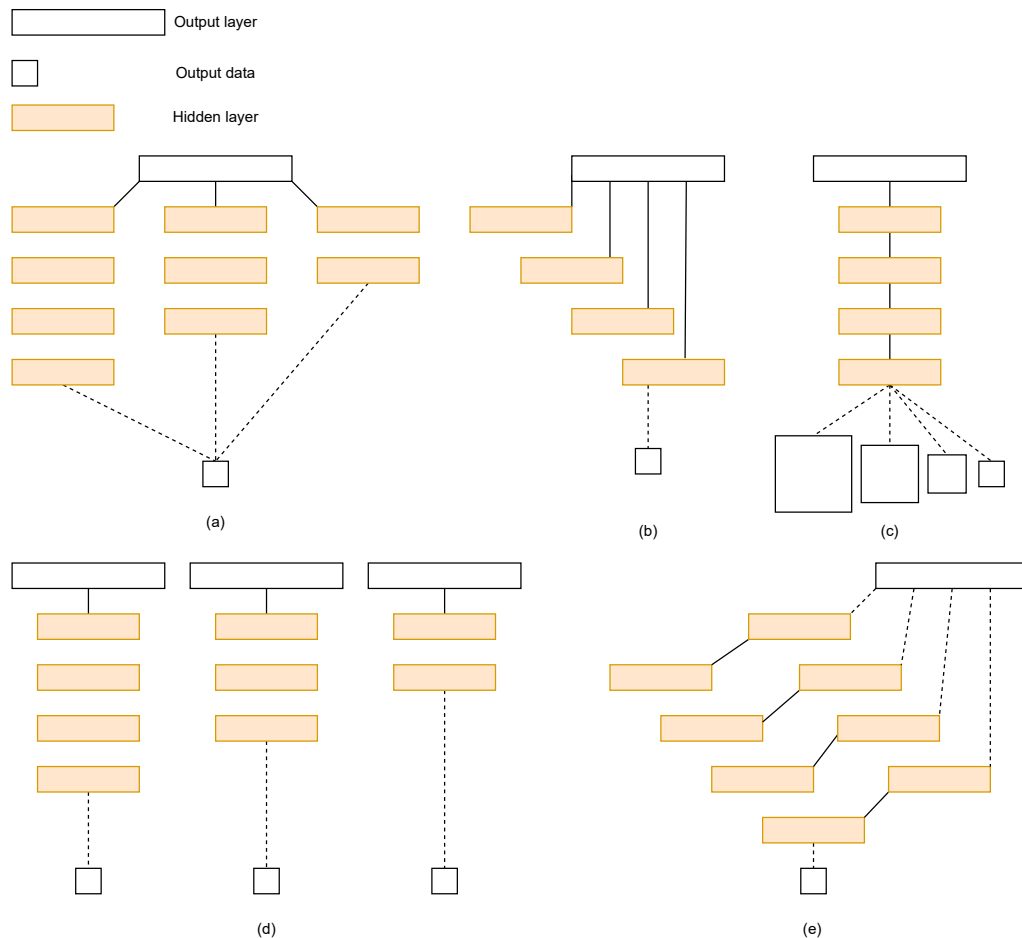 Output layer
Output data
Hidden layer
(a)
(b)
(c)
(d)
(e)